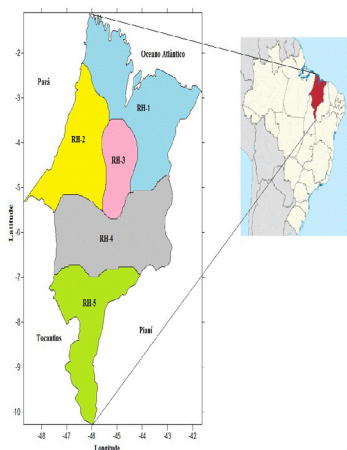 Oceano Atlântico
Pará
RH-1
RH-2
RH-3
RH-4
RH-5
Tocantins
Piauí
Latitude
-2
-3
-4
-5
-6
-7
-8
-9
-10
-48 -47 -46 -45 -44 -43 -42
Longitude